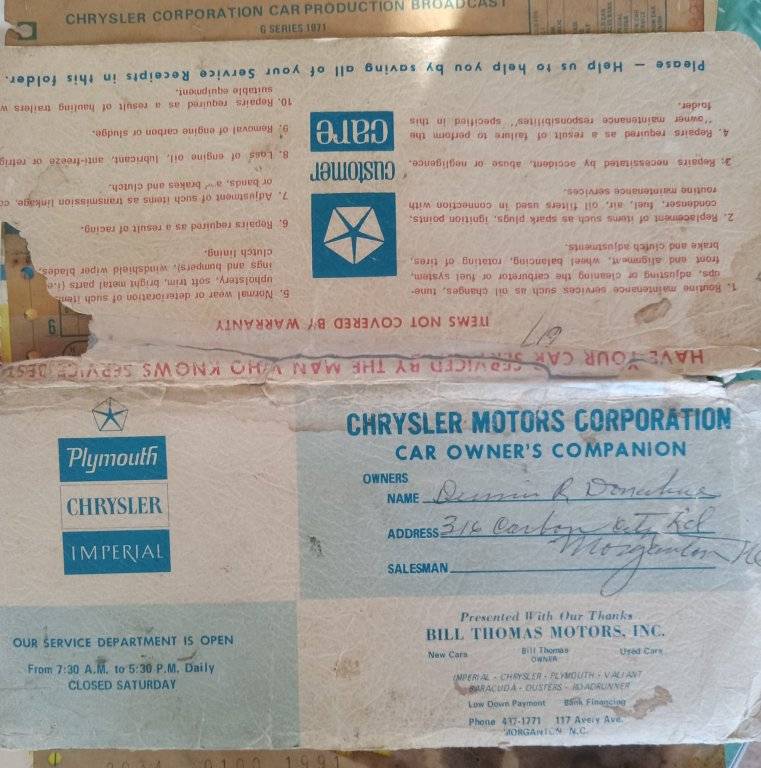 CHRYSLER CORPORATION CAR PRODUCTION BROADCAST
G SERIES 1971
Please — Help us to help you by saving all of your Service Receipts in this folder.
customer
care
ITEMS NOT COVERED BY WARRANTY
1. Routine maintenance services such as oil changes, tune-
ups, adjusting or cleaning the carburetor or fuel system,
front end alignment, wheel balancing, rotating of tires,
brake and clutch adjustments.
2. Replacement of items such as spark plugs, ignition points,
condenser, fuel, air, oil filters used in connection with
routine maintenance services.
3. Repairs necessitated by accident, abuse or negligence.
4. Repairs required as a result of failure to perform the
"owner maintenance responsibilites" specified in this
folder.
5. Normal wear or deterioration of such items
upholstery, soft trim, bright metal parts (i.e.
ings and bumpers), windshield wiper blades,
clutch lining.
6. Repairs required as a result of racing.
7. Adjustment of such items as transmission linkage,
or bands, brakes and clutch.
8. Loss of engine oil, lubricant, anti-freeze or
9. Removal of engine carbon or sludge.
10. Repairs required as a result of hauling trailers
suitable equipment.
HAVE YOUR CAR SERVICED BY THE MAN WHO KNOWS SERVICE BEST
Plymouth
CHRYSLER
IMPERIAL
CHRYSLER MOTORS CORPORATION
CAR OWNER'S COMPANION
OWNERS
NAME Dennis R Donahue
ADDRESS 316 Carbon City Rd
Morganton NC
SALESMAN
OUR SERVICE DEPARTMENT IS OPEN
From 7:30 A.M. to 5:30 P.M. Daily
CLOSED SATURDAY
Presented With Our Thanks
BILL THOMAS MOTORS, INC.
New Cars Bill Thomas Used Cars
OWNER
IMPERIAL - CHRYSLER - PLYMOUTH - VALIANT
BARACUDA - DUSTERS - ROADRUNNER
Low Down Payment Bank Financing
Phone 437-1771 117 Avery Ave.
MORGANTON N.C.